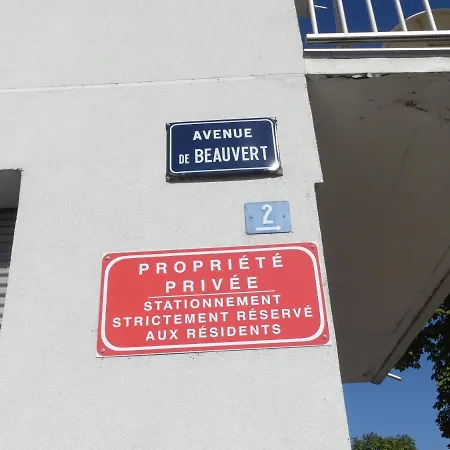 AVENUE
DE BEAUVERT
2
PROPRIÉTÉ
PRIVÉE
STATIONNEMENT
STRICTEMENT RÉSERVÉ
AUX RÉSIDENTS